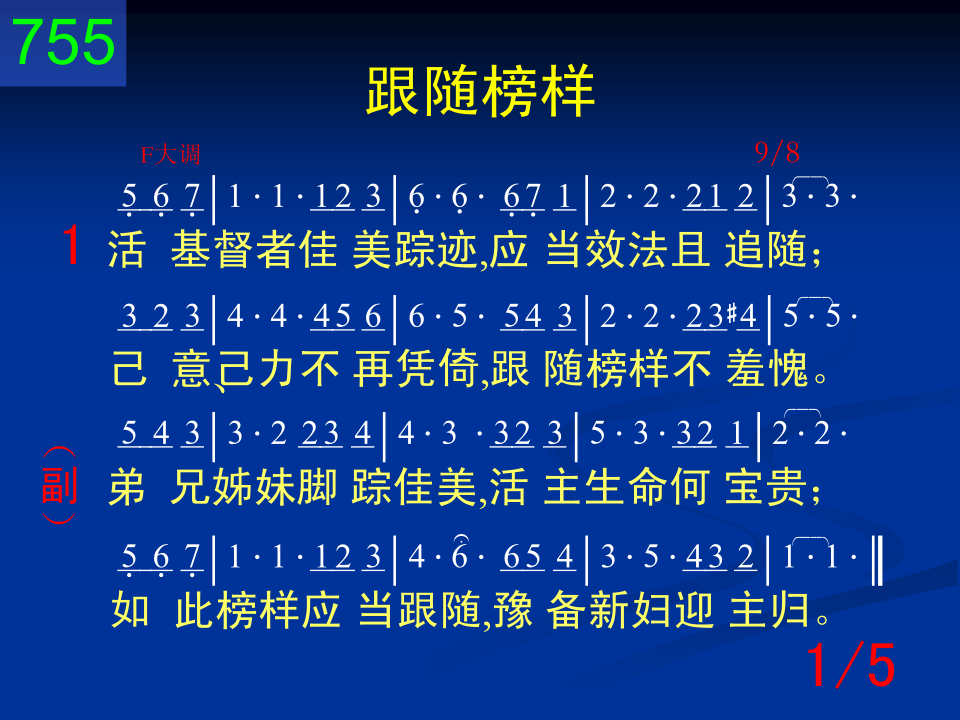 755
跟随榜样
F大调 9/8
5 6 7|1·1·12 3|6·6· 67 1|2·2·21 2|3·3·
1 活 基督者佳 美踪迹,应 当效法且 追随;
3 2 3|4·4·45 6|6·5· 54 3|2·2·23#4|5·5·
己 意、己力不 再凭倚,跟 随榜样不 羞愧。
5 4 3|3·2 23 4|4·3 ·32 3|5·3·32 1|2·2·
(副) 弟 兄姊妹脚 踪佳美,活 主生命何 宝贵;
5 6 7|1·1·12 3|4·6· 65 4|3·5·43 2|1·1·‖
如 此榜样应 当跟随,豫 备新妇迎 主归。
1/5